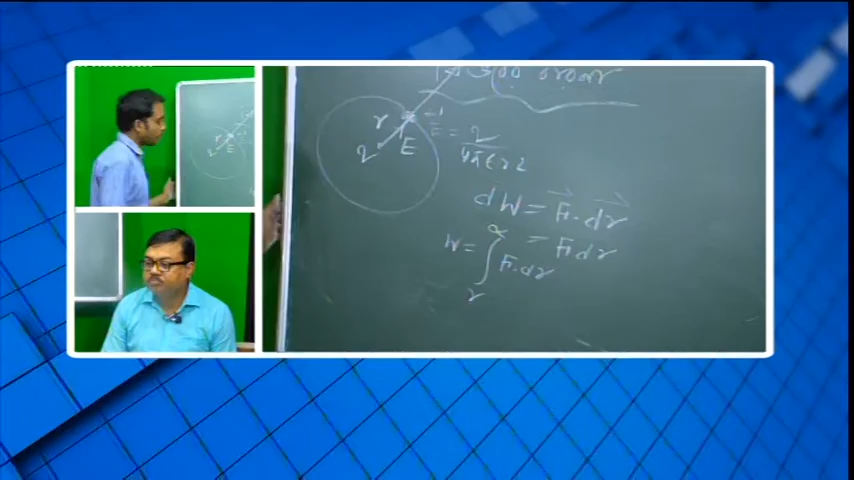 r
q
E
E = q
4πε r2
dW = F. dr
= F. dr
W = ∫ F. dr
α
r